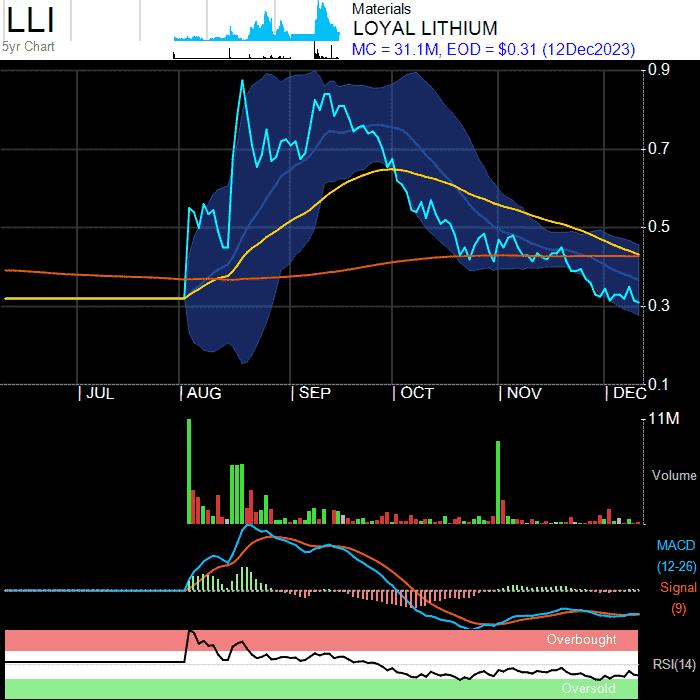 LLI
5yr Chart
Materials
LOYAL LITHIUM
MC = 31.1M, EOD = $0.31 (12Dec2023)
0.9
0.7
0.5
0.3
0.1
| JUL | AUG | SEP | OCT | NOV | DEC
11M
Volume
MACD
(12-26)
Signal
(9)
Overbought
RSI(14)
Oversold